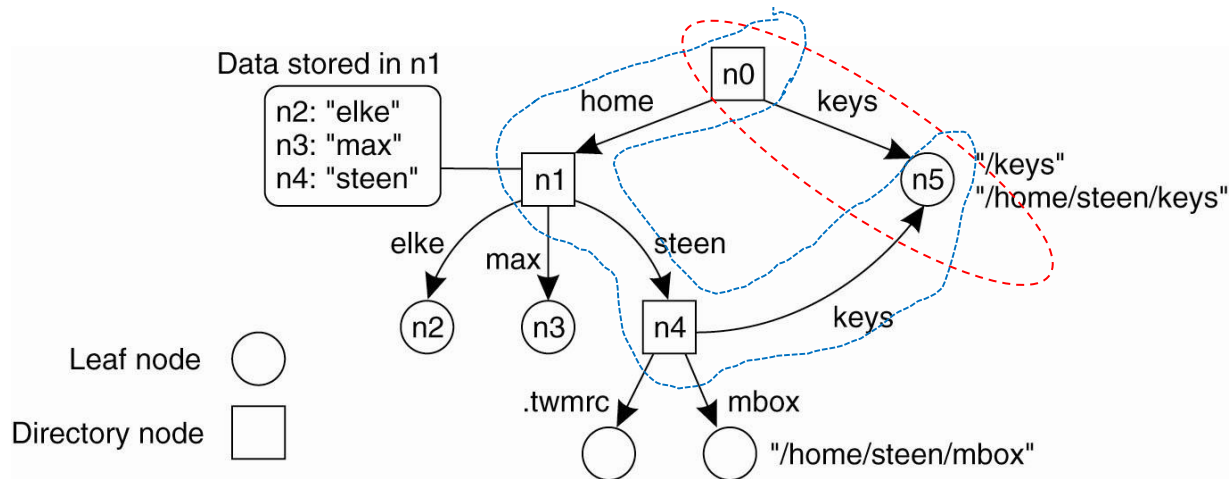 Data stored in n1
n2: "elke"
n3: "max"
n4: "steen"
n0
home
keys
n1
n5
"/keys"
"/home/steen/keys"
elke
max
steen
n2
n3
n4
keys
Leaf node
.twmrc
mbox
Directory node
"/home/steen/mbox"